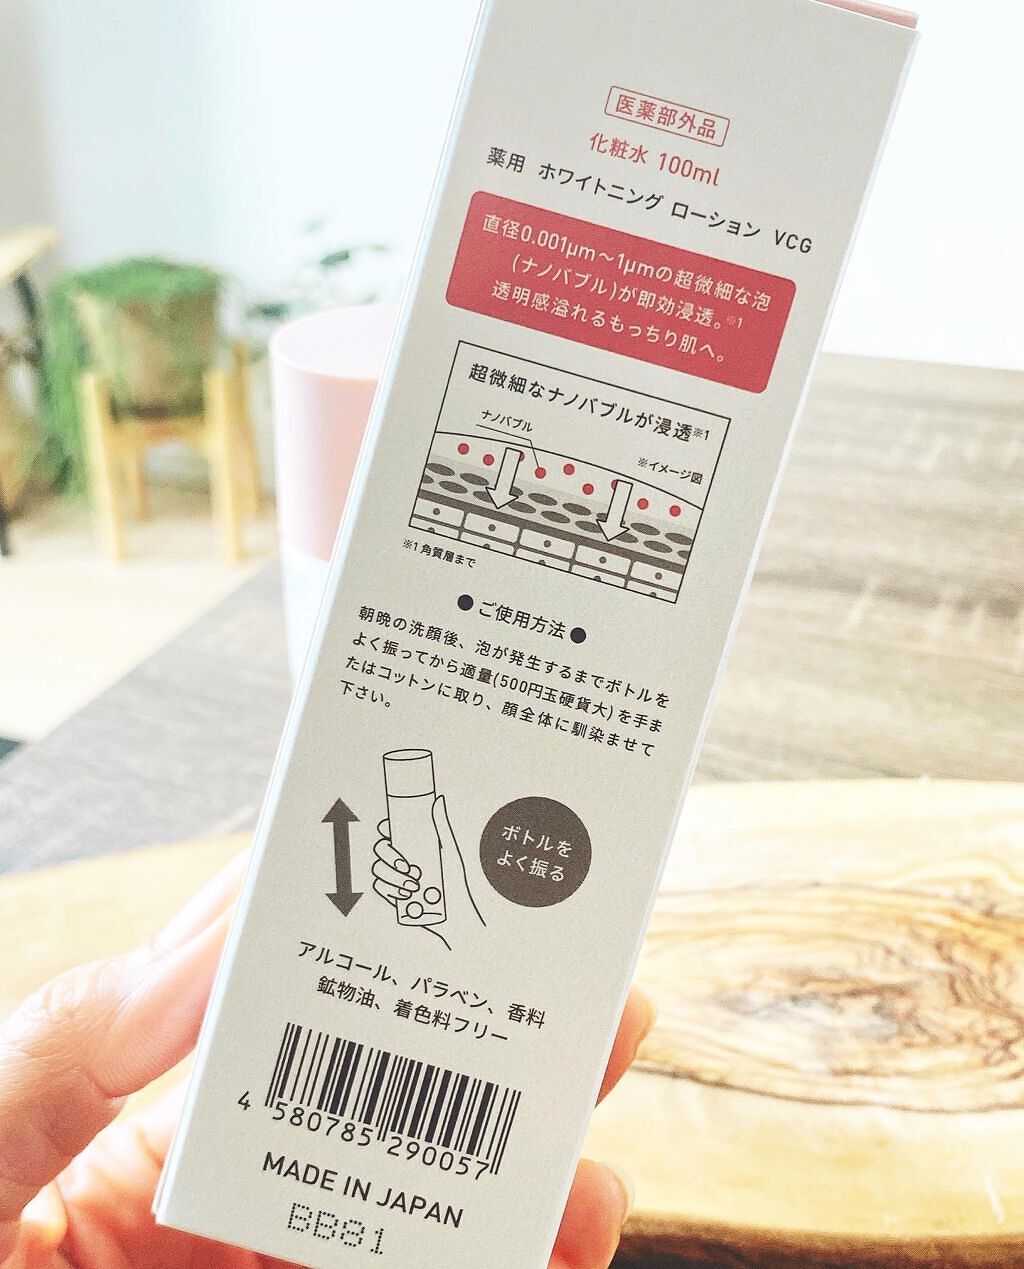 医薬部外品
化粧水 100ml
薬用 ホワイトニング ローション VCG
直径0.001μm～1μmの超微細な泡
(ナノバブル)が即効浸透。※1
透明感溢れるもっちり肌へ。
超微細なナノバブルが浸透※1
ナノバブル
※イメージ図
※1 角質層まで
●ご使用方法●
朝晩の洗顔後、泡が発生するまでボトルを
よく振ってから適量(500円玉硬貨大)を手ま
たはコットンに取り、顔全体に馴染ませて
下さい。
ボトルを
よく振る
アルコール、パラベン、香料
鉱物油、着色料フリー
4 580785 290057
MADE IN JAPAN
BB81